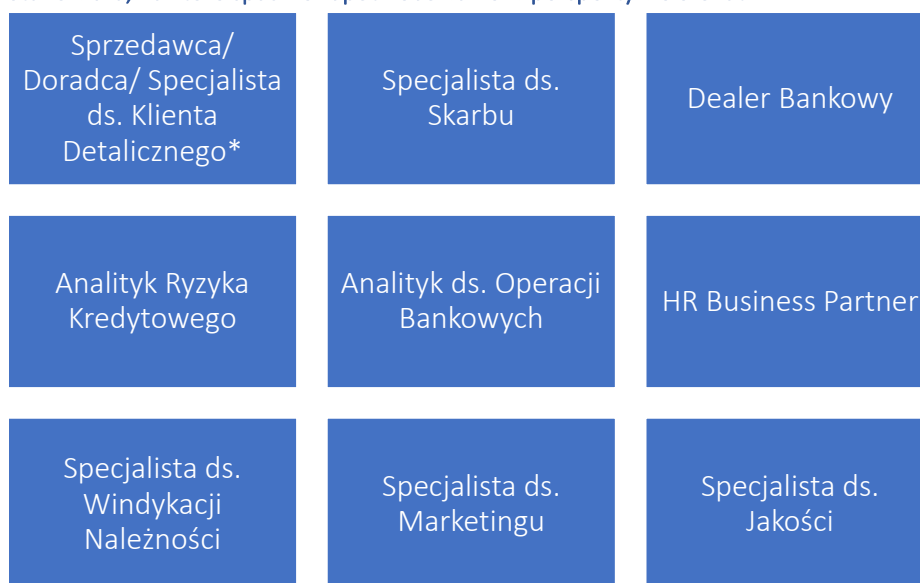 Sprzedawca/
Doradca/ Specjalista
ds. Klienta
Detalicznego*
Specjalista ds.
Skarbu
Dealer Bankowy
Analityk Ryzyka
Kredytowego
Analityk ds. Operacji
Bankowych
HR Business Partner
Specjalista ds.
Windykacji
Należności
Specjalista ds.
Marketingu
Specjalista ds.
Jakości